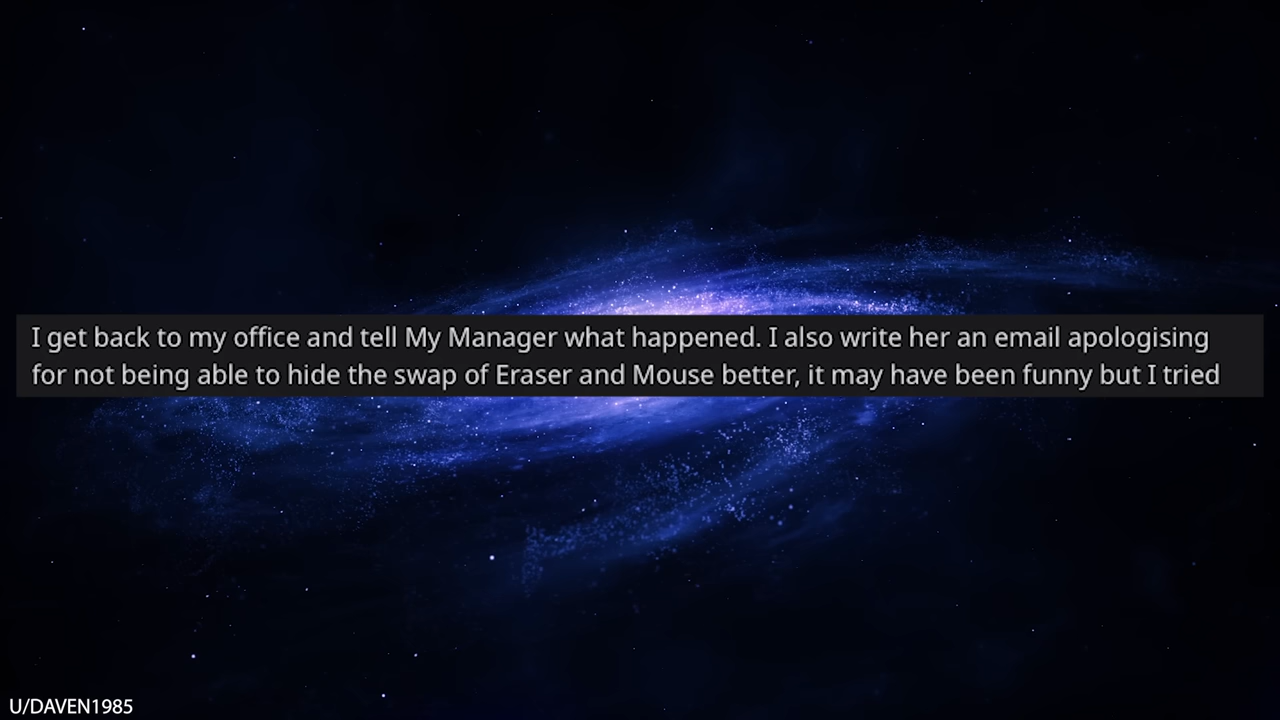 I get back to my office and tell My Manager what happened. I also write her an email apologising
for not being able to hide the swap of Eraser and Mouse better, it may have been funny but I tried
U/DAVEN1985